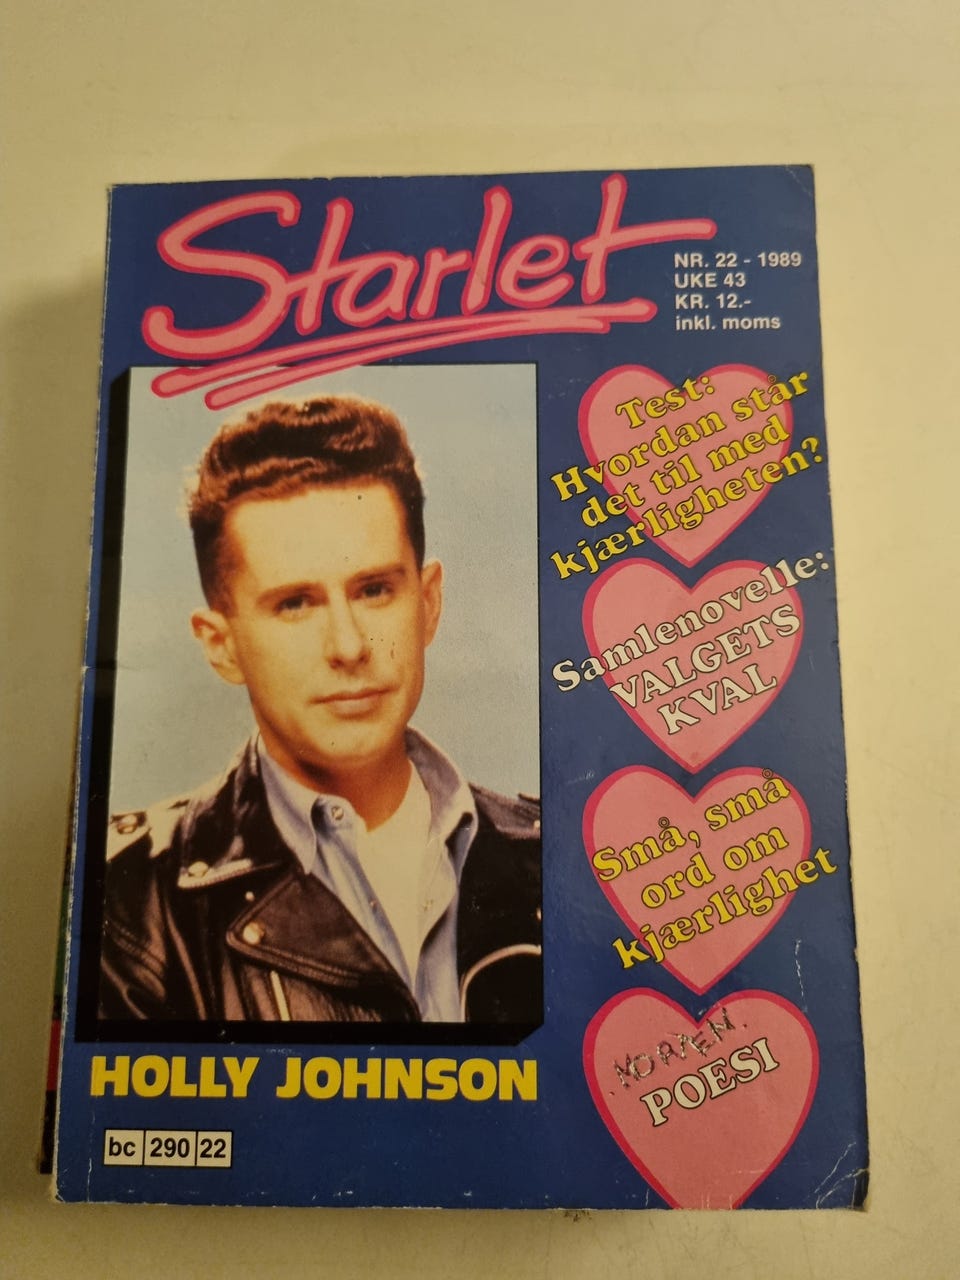 Starlet
NR. 22 - 1989
UKE 43
KR. 12.-
inkl. moms
Test:
Hvordan står
det til med
kjærligheten?
Samlenovelle:
VALGETS
KVAL
Små, små
ord om
kjærlighet
MORTEN.
POESI
HOLLY JOHNSON
bc 290 22